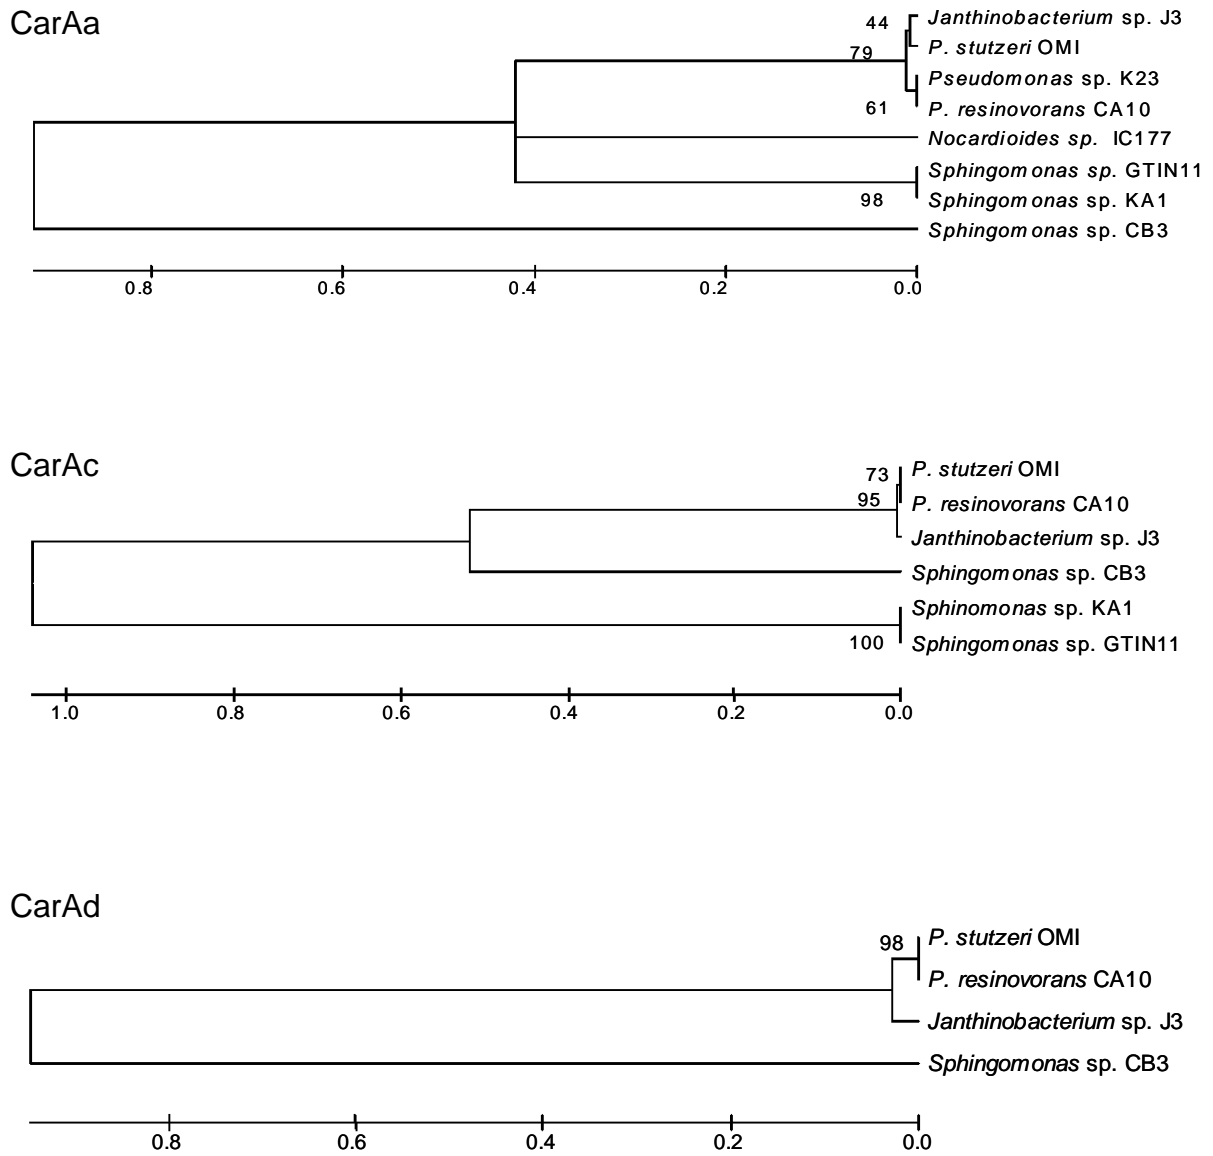 CarAa
44
Janthinobacterium sp. J3
79
P. stutzeri OMI
Pseudomonas sp. K23
61
P. resinovorans CA10
Nocardioides sp. IC177
Sphingomonas sp. GTIN11
98
Sphingomonas sp. KA1
Sphingomonas sp. CB3
0.8 0.6 0.4 0.2 0.0
CarAc
73
P. stutzeri OMI
95
P. resinovorans CA10
Janthinobacterium sp. J3
Sphingomonas sp. CB3
Sphinomonas sp. KA1
100
Sphingomonas sp. GTIN11
1.0 0.8 0.6 0.4 0.2 0.0
CarAd
98
P. stutzeri OMI
P. resinovorans CA10
Janthinobacterium sp. J3
Sphingomonas sp. CB3
0.8 0.6 0.4 0.2 0.0